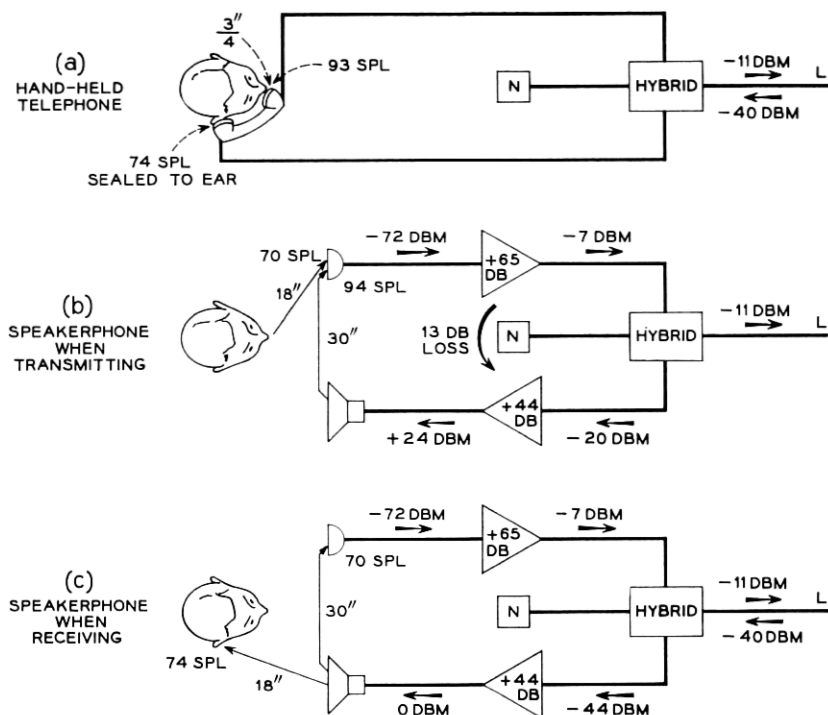 (a)
HAND-HELD
TELEPHONE
3"
4
93 SPL
74 SPL
SEALED TO EAR
N
HYBRID
-11 DBM
L
-40 DBM
(b)
SPEAKERPHONE
WHEN
TRANSMITTING
70 SPL
18"
94 SPL
30"
-72 DBM
+65
DB
-7 DBM
13 DB
LOSS
N
HYBRID
-11 DBM
L
+44
DB
+24 DBM
-20 DBM
(c)
SPEAKERPHONE
WHEN
RECEIVING
74 SPL
18"
70 SPL
30"
-72 DBM
+65
DB
-7 DBM
N
HYBRID
-11 DBM
L
-40 DBM
+44
DB
0 DBM
-44 DBM